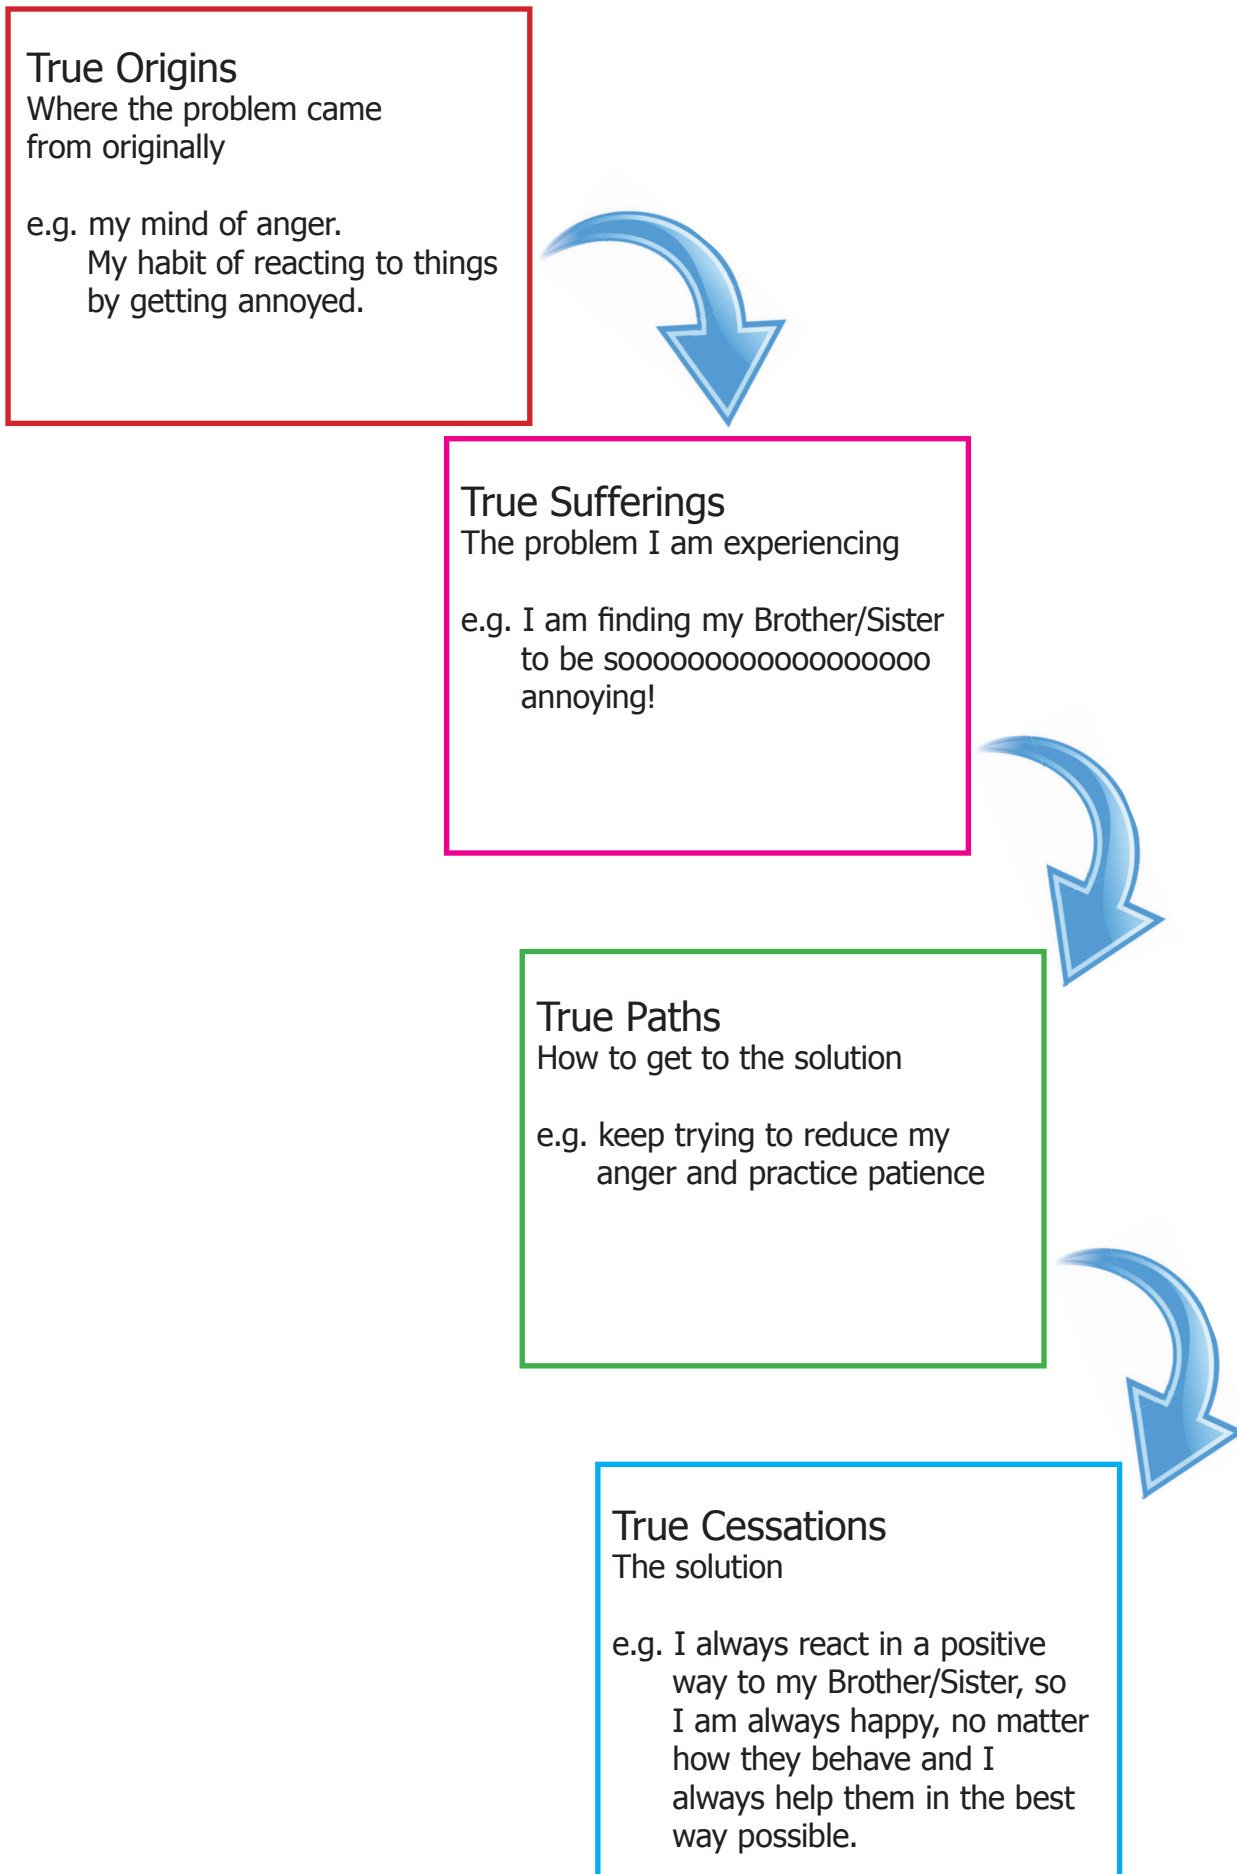 True Origins
Where the problem came
from originally
e.g. my mind of anger.
My habit of reacting to things
by getting annoyed.
True Sufferings
The problem I am experiencing
e.g. I am finding my Brother/Sister
to be soooooooooooooooooo
annoying!
True Paths
How to get to the solution
e.g. keep trying to reduce my
anger and practice patience
True Cessations
The solution
e.g. I always react in a positive
way to my Brother/Sister, so
I am always happy, no matter
how they behave and I
always help them in the best
way possible.